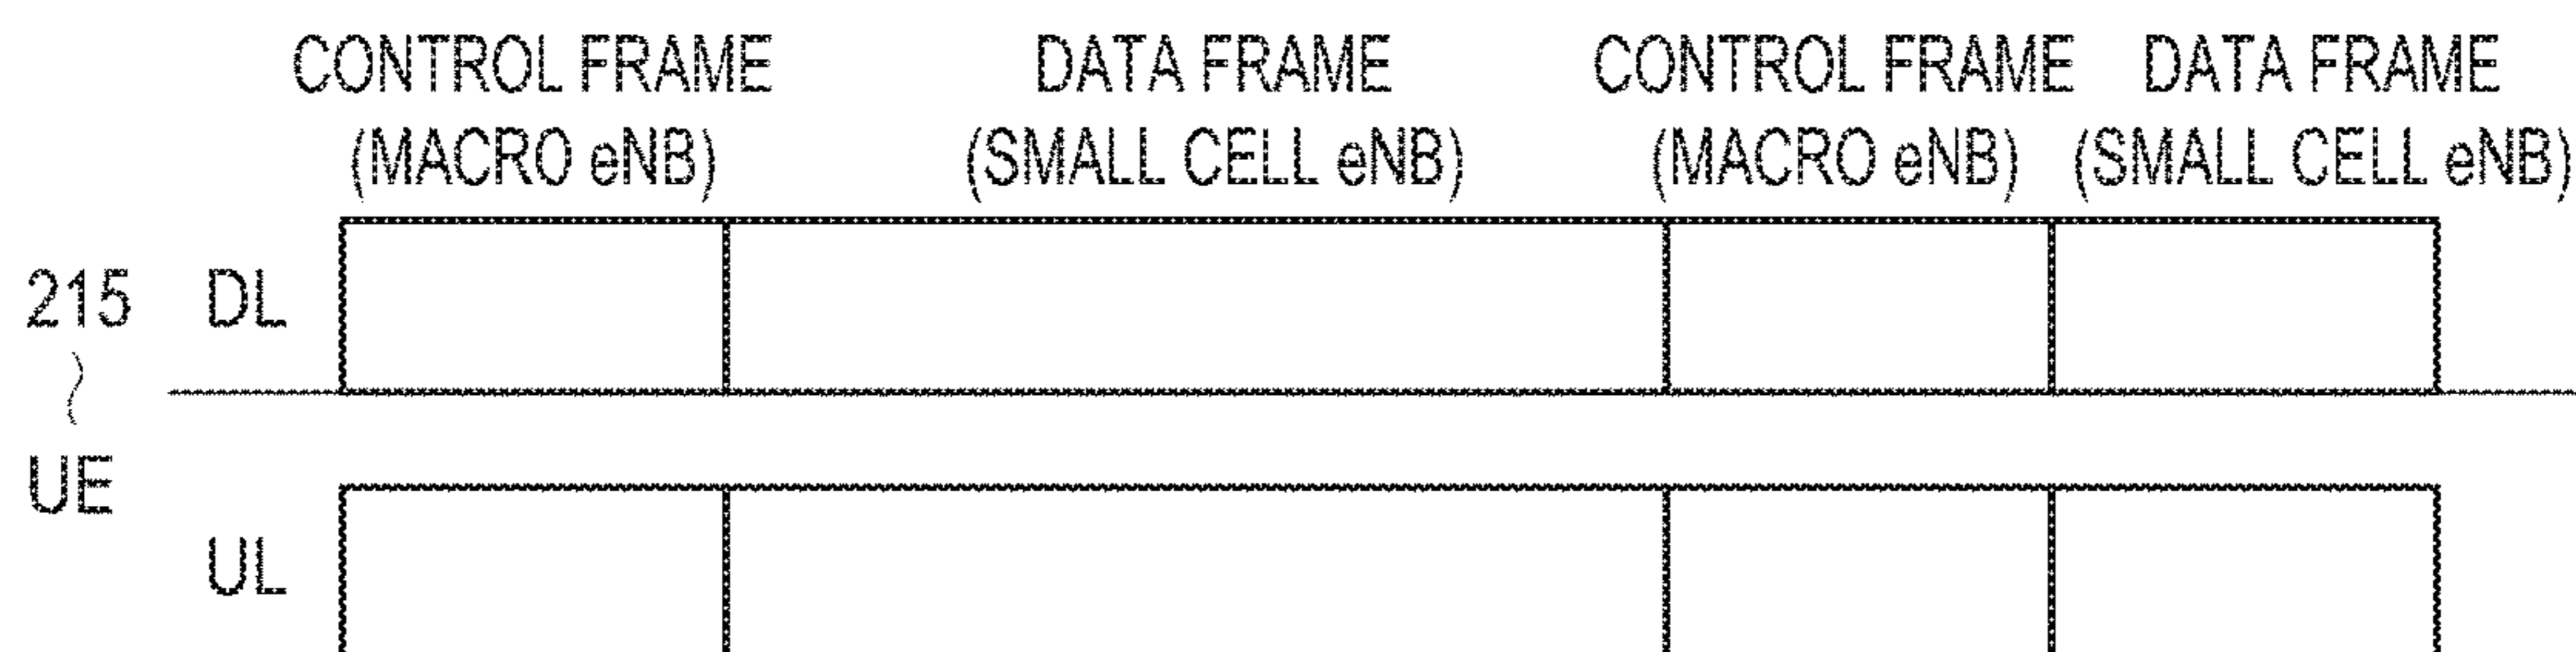 CONTROL FRAME DATA FRAME CONTROL FRAME DATA FRAME
(MACRO eNB) (SMALL CELL eNB) (MACRO eNB) (SMALL CELL eNB)
215 DL
UE
UL